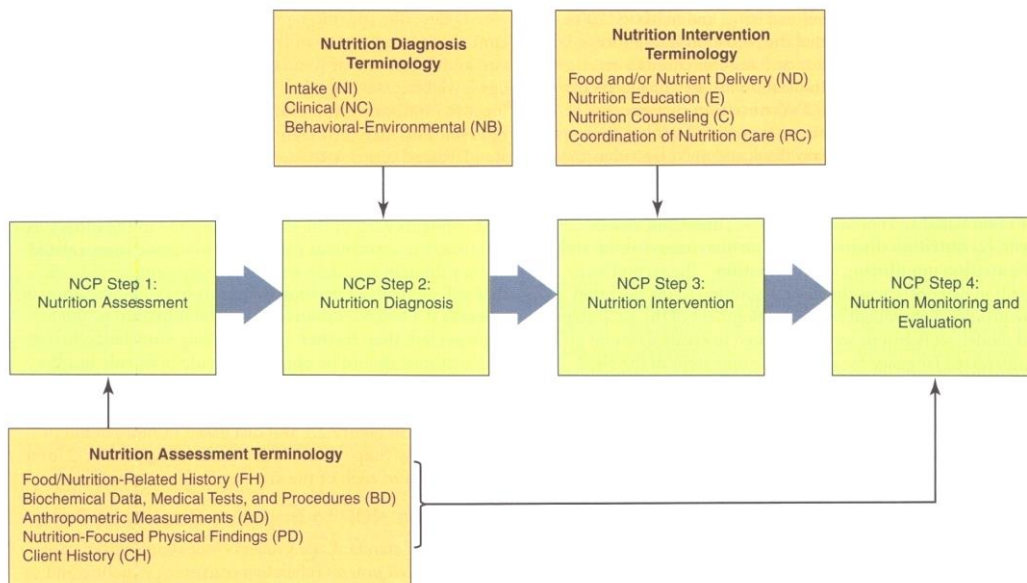 Nutrition Diagnosis
Terminology
Intake (NI)
Clinical (NC)
Behavioral-Environmental (NB)
Nutrition Intervention
Terminology
Food and/or Nutrient Delivery (ND)
Nutrition Education (E)
Nutrition Counseling (C)
Coordination of Nutrition Care (RC)
NCP Step 1:
Nutrition Assessment
NCP Step 2:
Nutrition Diagnosis
NCP Step 3:
Nutrition Intervention
NCP Step 4:
Nutrition Monitoring and
Evaluation
Nutrition Assessment Terminology
Food/Nutrition-Related History (FH)
Biochemical Data, Medical Tests, and Procedures (BD)
Anthropometric Measurements (AD)
Nutrition-Focused Physical Findings (PD)
Client History (CH)